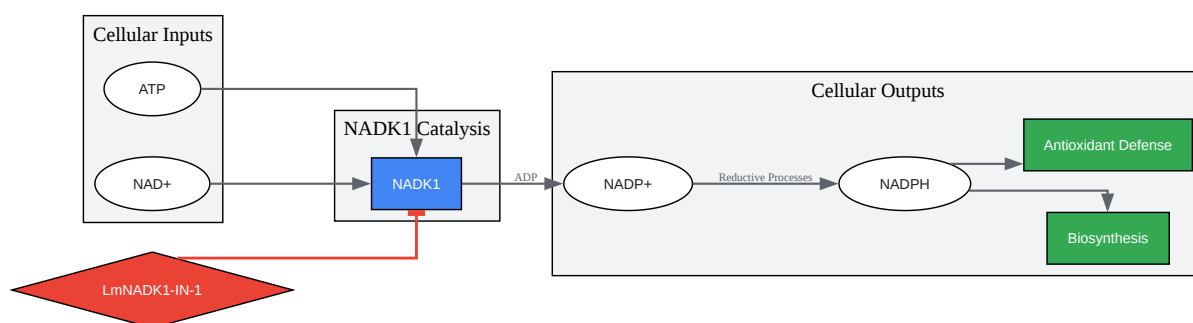 Cellular Inputs
ATP
NAD+
NADK1 Catalysis
NADK1
ADP
Cellular Outputs
NADP+
Reductive Processes
NADPH
Antioxidant Defense
Biosynthesis
LmNADK1-IN-1